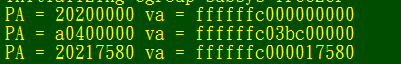 PA = 20200000 va = ffffffc000000000
PA = a0400000 va = ffffffc03bc00000
PA = 20217580 va = ffffffc000017580